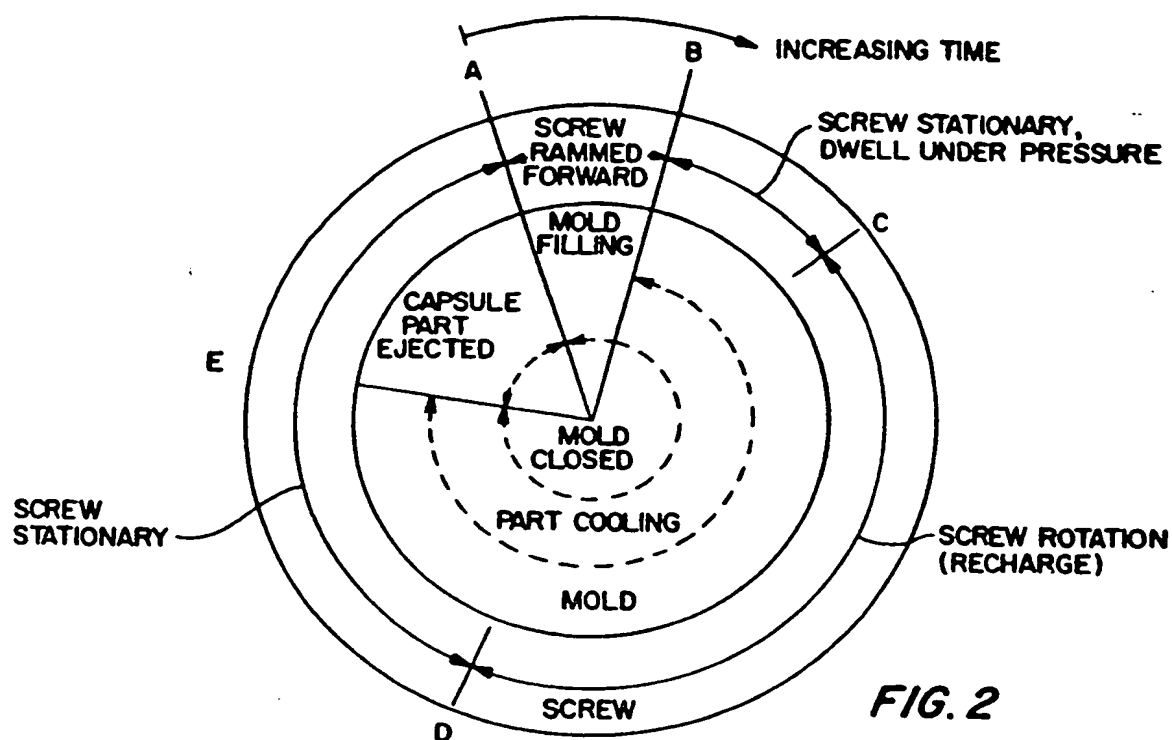 INCREASING TIME
A
B
SCREW
RAMMED
FORWARD
SCREW STATIONARY,
DWELL UNDER PRESSURE
MOLD
FILLING
C
CAPSULE
PART
EJECTED
E
MOLD
CLOSED
SCREW
STATIONARY
PART COOLING
SCREW ROTATION
(RECHARGE)
MOLD
SCREW
D
FIG. 2